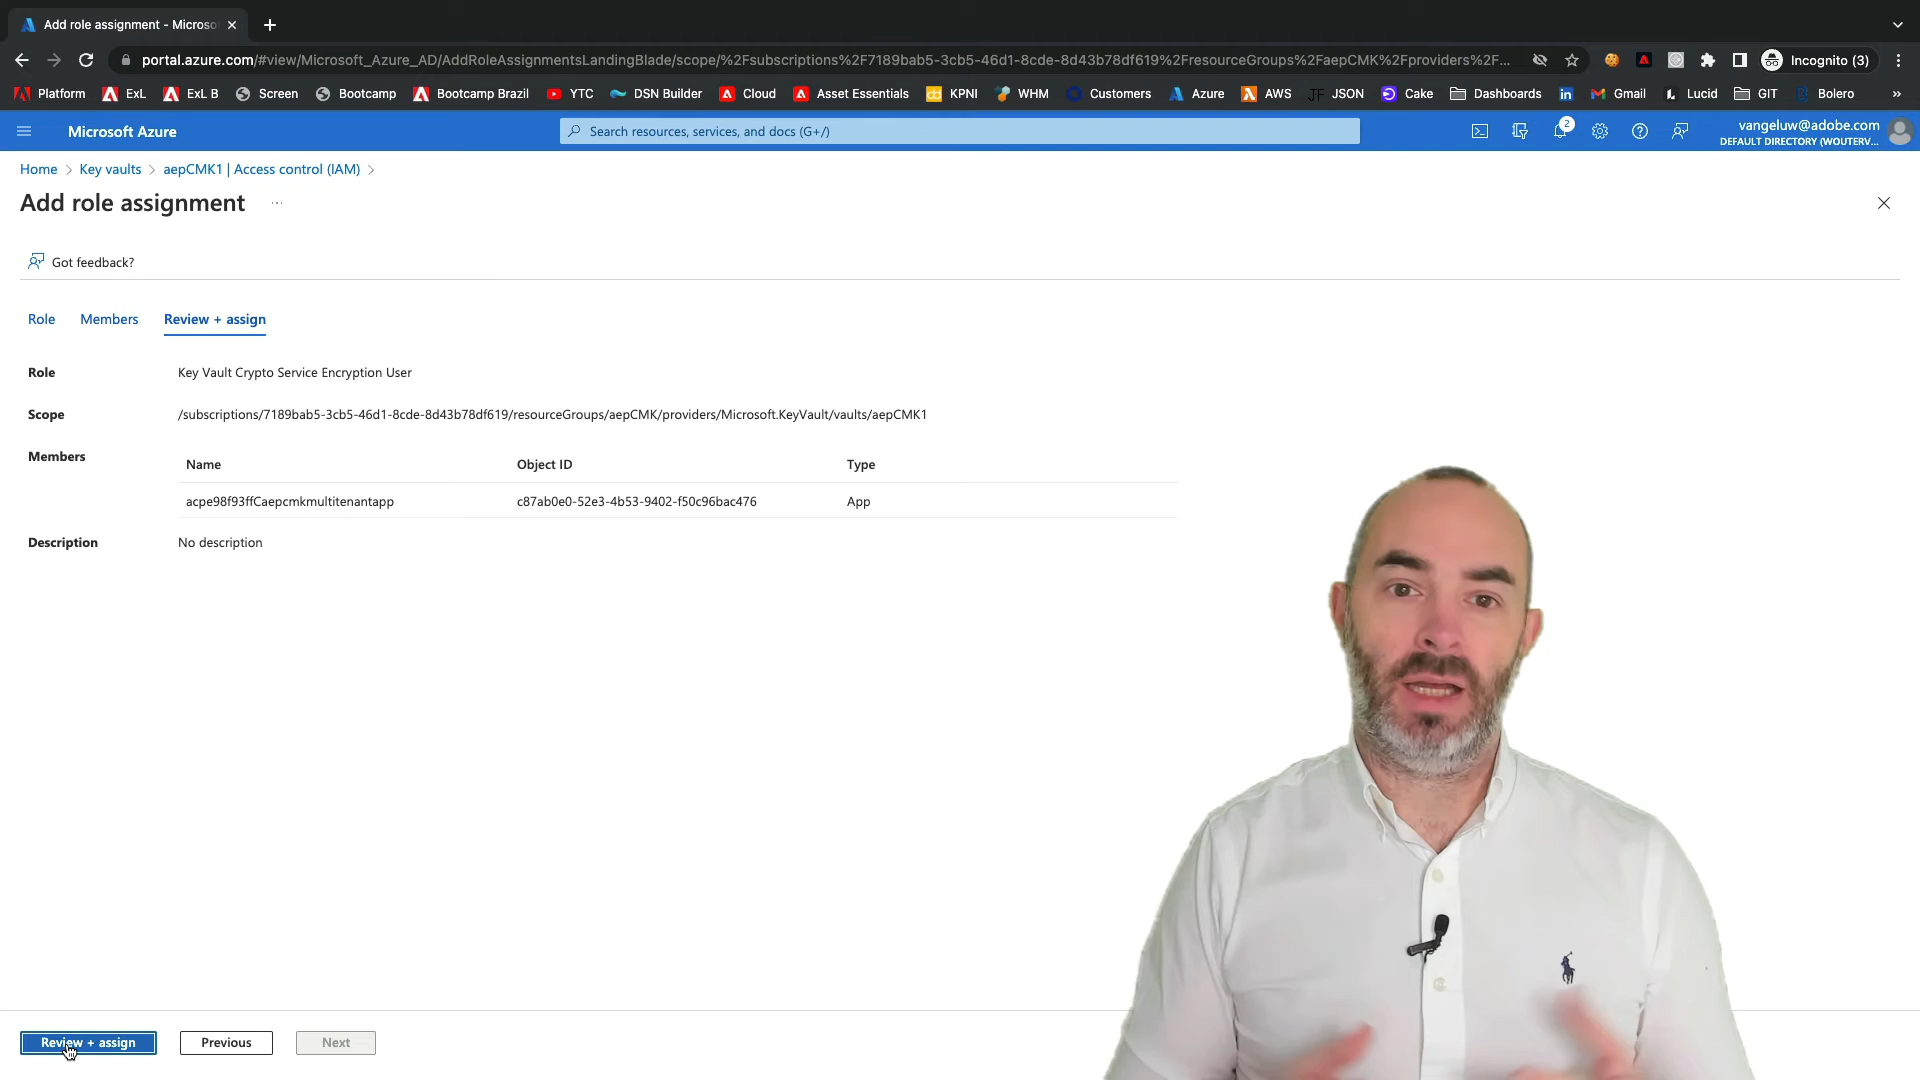 Add role assignment - Microso
portal.azure.com/#view/Microsoft_Azure_AD/AddRoleAssignmentsLandingBlade/scope/%2Fsubscriptions%2F7189bab5-3cb5-46d1-8cde-8d43b78df619%2FresourceGroups%2FaepCMK%2Fproviders%2F...
Incognito (3)
Platform ExL ExL B Screen Bootcamp Bootcamp Brazil YTC DSN Builder Cloud Asset Essentials KPNI WHM Customers Azure AWS JF JSON Cake Dashboards Gmail Lucid GIT Bolero »
Microsoft Azure
Search resources, services, and docs (G+/)
2
vangeluw@adobe.com
DEFAULT DIRECTORY (WOUTERV...
Home > Key vaults > aepCMK1 | Access control (IAM) >
Add role assignment ...
Got feedback?
Role Members Review + assign
Role Key Vault Crypto Service Encryption User
Scope /subscriptions/7189bab5-3cb5-46d1-8cde-8d43b78df619/resourceGroups/aepCMK/providers/Microsoft.KeyVault/vaults/aepCMK1
Members
Name Object ID Type
acpe98f93ffCaepcmkmultitenantapp c87ab0e0-52e3-4b53-9402-f50c96bac476 App
Description No description
Review + assign Previous Next